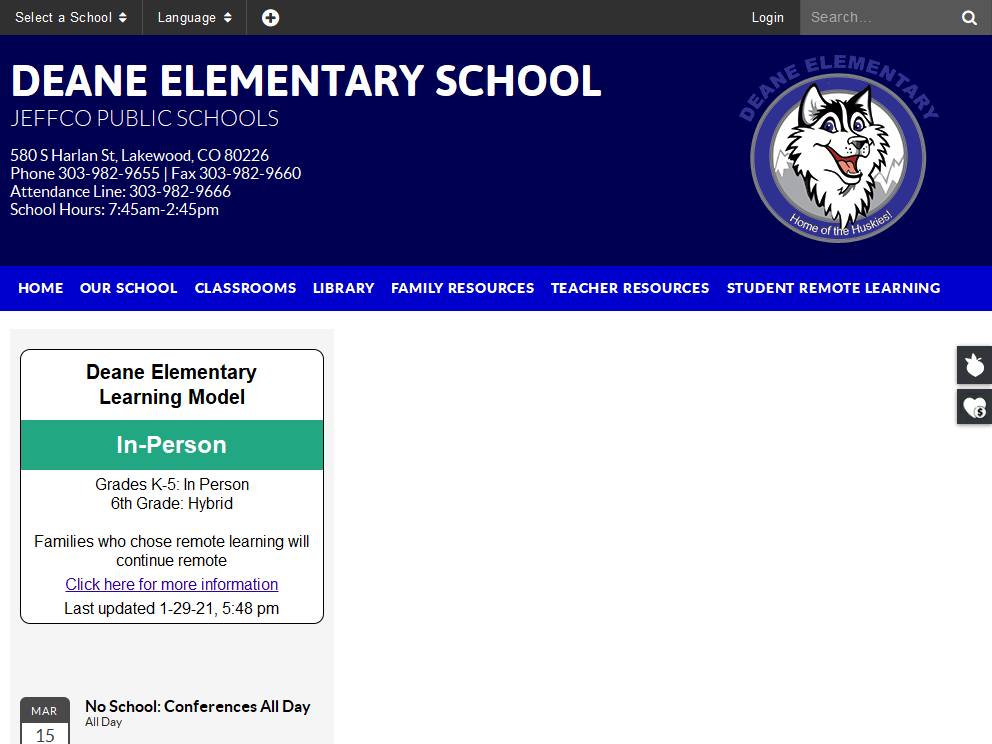 Select a School
Language
Login
Search...
DEANE ELEMENTARY SCHOOL
JEFFCO PUBLIC SCHOOLS
580 S Harlan St, Lakewood, CO 80226
Phone 303-982-9655 | Fax 303-982-9660
Attendance Line: 303-982-9666
School Hours: 7:45am-2:45pm
DEANE ELEMENTARY
Home of the Huskies!
HOME OUR SCHOOL CLASSROOMS LIBRARY FAMILY RESOURCES TEACHER RESOURCES STUDENT REMOTE LEARNING
Deane Elementary
Learning Model
In-Person
Grades K-5: In Person
6th Grade: Hybrid
Families who chose remote learning will
continue remote
Click here for more information
Last updated 1-29-21, 5:48 pm
MAR
15
No School: Conferences All Day
All Day